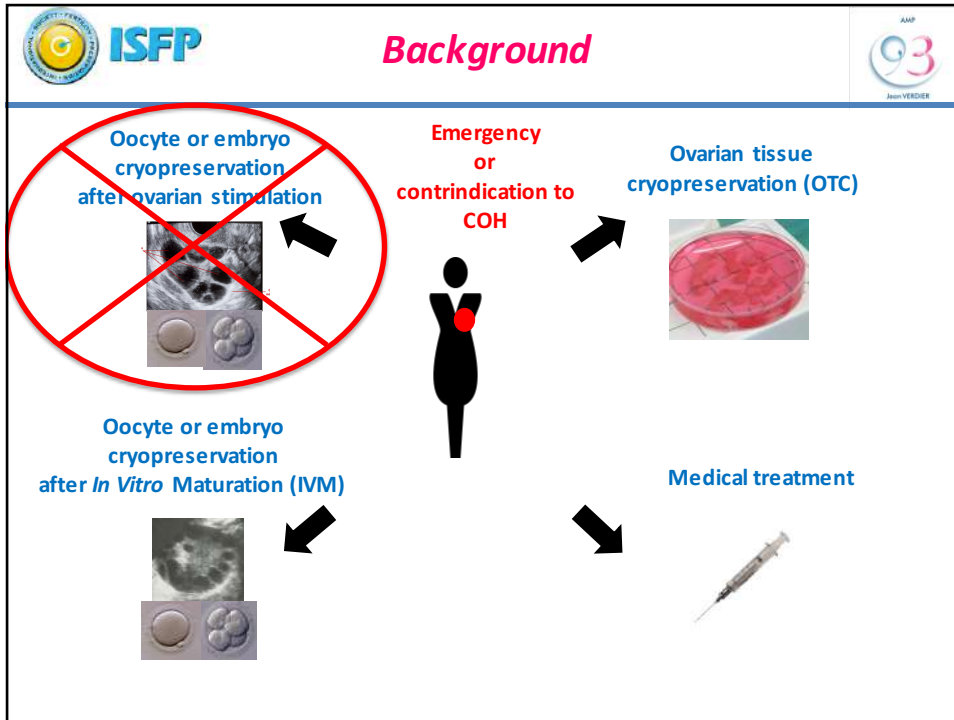 ISFP
Background
AMP
93
Jean VERDIER
Oocyte or embryo
cryopreservation
after ovarian stimulation
Emergency
or
contrindication to
COH
Ovarian tissue
cryopreservation (OTC)
Oocyte or embryo
cryopreservation
after In Vitro Maturation (IVM)
Medical treatment